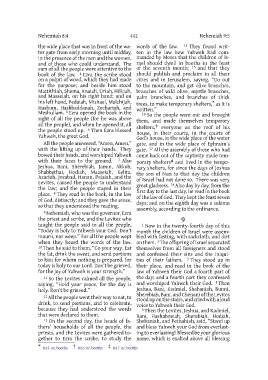 Nehemiah 8:4
442
Nehemiah 9:5
the wide place that was in front of the water
gate from early morning until midday,
in the presence of the men and the women,
and of those who could understand. The
ears of all the people were attentive to the
book of the law. 4 Ezra the scribe stood
on a pulpit of wood, which they had made
for the purpose; and beside him stood
Mattithiah, Shema, Anaiah, Uriah, Hilkiah,
and Maaseiah, on his right hand; and on
his left hand, Pedaiah, Mishael, Malchijah,
Hashum, Hashbaddanah, Zechariah, and
Meshullam. 5 Ezra opened the book in the
sight of all the people (for he was above
all the people), and when he opened it, all
the people stood up. 6 Then Ezra blessed
Yahweh, the great God.
All the people answered, “Amen, Amen,”
with the lifting up of their hands. They
bowed their heads, and worshiped Yahweh
with their faces to the ground. 7 Also
Jeshua, Bani, Sherebiah, Jamin, Akkub,
Shabbethai, Hodiah, Maaseiah, Kelita,
Azariah, Jozabad, Hanan, Pelaiah, and the
Levites, caused the people to understand
the law; and the people stayed in their
place. 8 They read in the book, in the law
of God, distinctly; and they gave the sense,
so that they understood the reading.
9 Nehemiah, who was the governor, Ezra
the priest and scribe, and the Levites who
taught the people said to all the people,
“Today is holy to Yahweh your God. Don’t
mourn, nor weep.” For all the people wept
when they heard the words of the law.
10 Then he said to them, “Go your way. Eat
the fat, drink the sweet, and send portions
to him for whom nothing is prepared, for
today is holy to our Lord. Don’t be grieved,
for the joy of Yahweh is your strength.”
11 So the Levites calmed all the people,
saying, “Hold your peace, for the day is
holy. Don’t be grieved.”
12 All the people went their way to eat, to
drink, to send portions, and to celebrate,
because they had understood the words
that were declared to them.
13 On the second day, the heads of fathers’
households of all the people, the
priests, and the Levites were gathered together
to Ezra the scribe, to study the
words of the law. 14 They found written
in the law how Yahweh had commanded
by Moses that the children of Israel
should dwell in booths in the feast
of the seventh month; 15 and that they
should publish and proclaim in all their
cities and in Jerusalem, saying, “Go out
to the mountain, and get olive branches,
branches of wild olive, myrtle branches,
palm branches, and branches of thick
trees, to make temporary shelters, as it is
written.”
16 So the people went out and brought
them, and made themselves temporary
shelters, everyone on the roof of his
house, in their courts, in the courts of
God’s house, in the wide place of the water
gate, and in the wide place of Ephraim’s
gate. 17 All the assembly of those who had
come back out of the captivity made temporary
shelters and lived in the temporary
shelters, for since the days of Jeshua
the son of Nun to that day the children
of Israel had not done so. There was very
great gladness. 18 Also day by day, from the
first day to the last day, he read in the book
of the law of God. They kept the feast seven
days; and on the eighth day was a solemn
assembly, according to the ordinance.
9
1 Now in the twenty-fourth day of this
month the children of Israel were assembled
with fasting, with sackcloth, and dirt
on them. 2 The offspring of Israel separated
themselves from all foreigners and stood
and confessed their sins and the iniquities
of their fathers. 3 They stood up in
their place, and read in the book of the
law of Yahweh their God a fourth part of
the day; and a fourth part they confessed
and worshiped Yahweh their God. 4 Then
Jeshua, Bani, Kadmiel, Shebaniah, Bunni,
Sherebiah, Bani, and Chenani of the Levites
stood up on the stairs, and cried with a loud
voice to Yahweh their God.
5 Then the Levites, Jeshua, and Kadmiel,
Bani, Hashabneiah, Sherebiah, Hodiah,
Shebaniah, and Pethahiah, said, “Stand up
and bless Yahweh your God from everlasting
to everlasting! Blessed be your glorious
name, which is exalted above all blessing